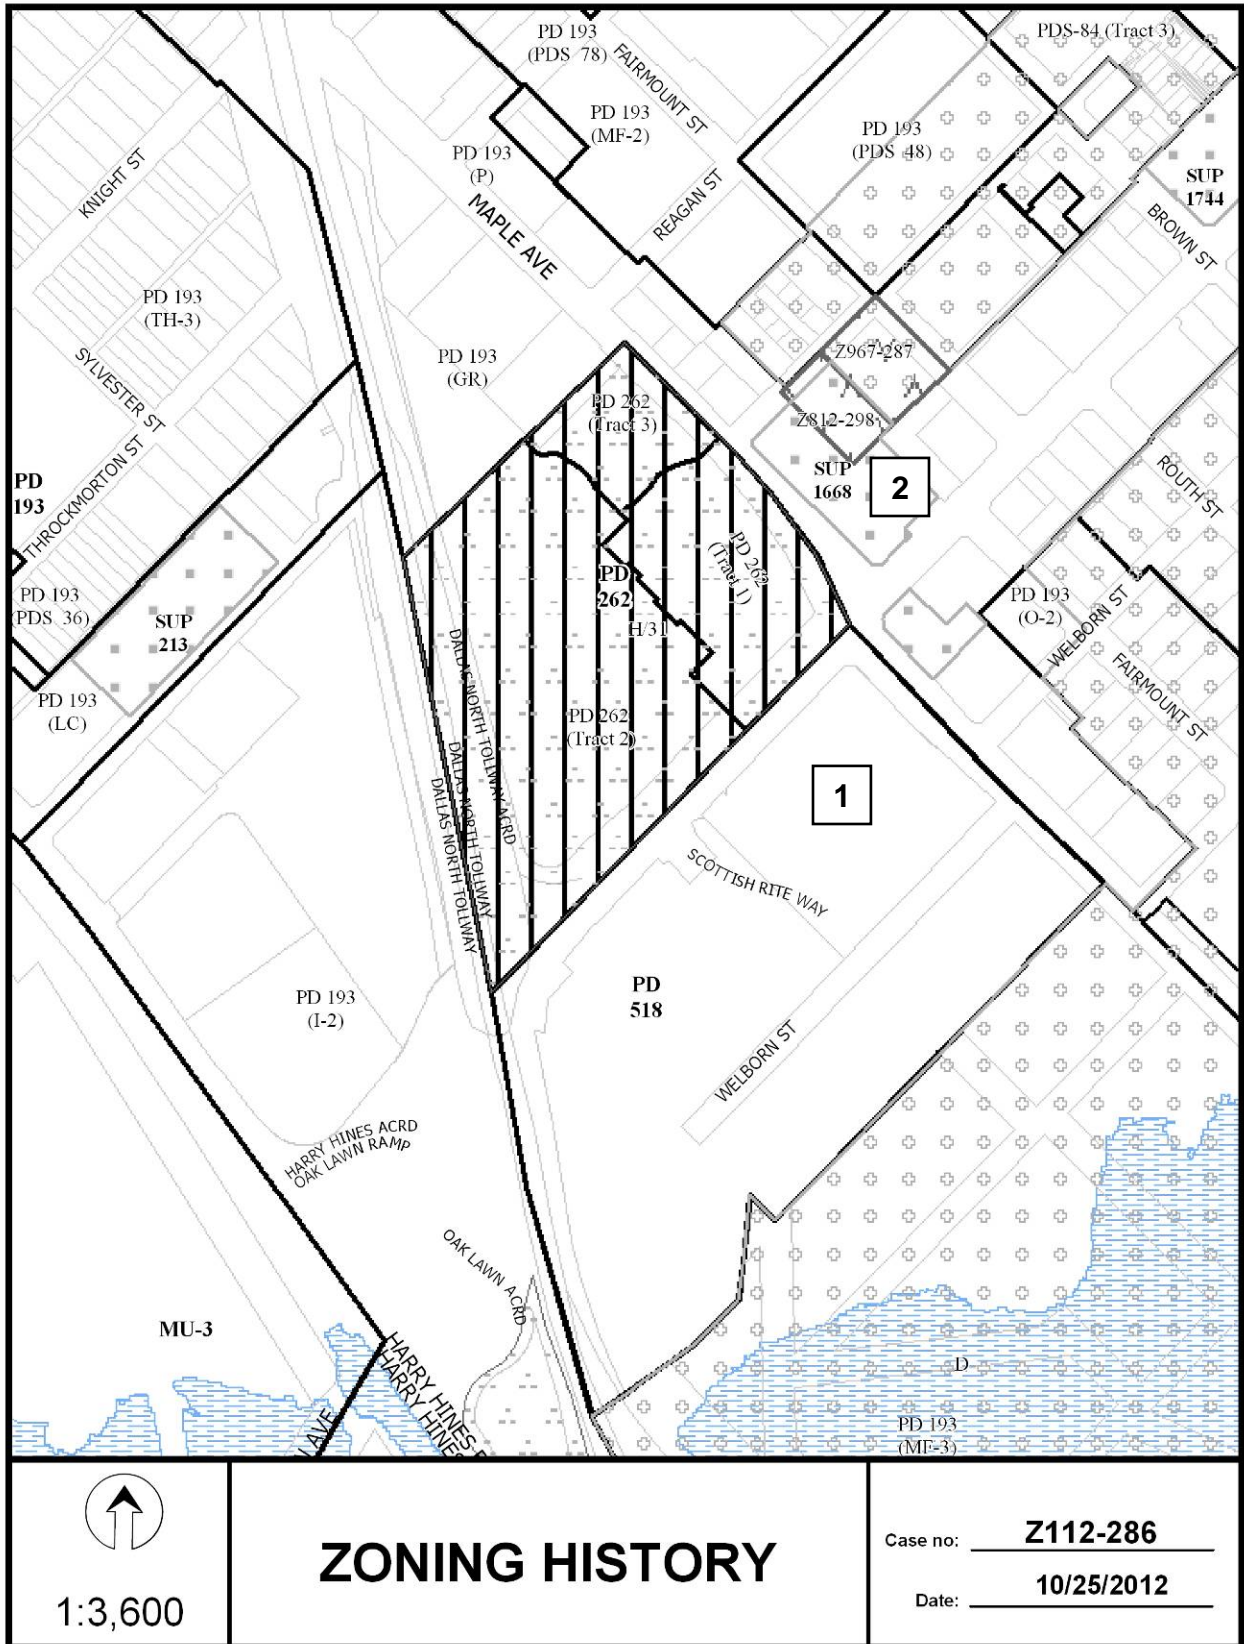 PD 193
(PDS 78)
PDS-84 (Tract 3)
FAIRMOUNT ST
PD 193
(MF-2)
PD 193
(PDS 48)
PD 193
(P)
KNIGHT ST
REAGAN ST
SUP
1744
MAPLE AVE
BROWN ST
PD 193
(TH-3)
SYLVESTER ST
PD 193
(GR)
Z967-287
PD 262
(Tract 3)
Z812-298
THROCKMORTON ST
PD
193
SUP
1668
2
ROUTH ST
PD 262
(Tract 1)
PD
262
PD 193
(PDS 36)
SUP
213
H/31
PD 193
(O-2)
WELBORN ST
FAIRMOUNT ST
PD 193
(LC)
PD 262
(Tract 2)
DALLAS NORTH TOLLWAY ACRD
DALLAS NORTH TOLLWAY
DALLAS NORTH TOLLWAY
1
SCOTTISH RITE WAY
PD 193
(I-2)
PD
518
WELBORN ST
HARRY HINES ACRD
OAK LAWN RAMP
OAK LAWN ACRD
MU-3
HARRY HINES
HARRY HINES
AVE
D
PD 193
(MF-3)
1:3,600
ZONING HISTORY
Case no: Z112-286
Date: 10/25/2012